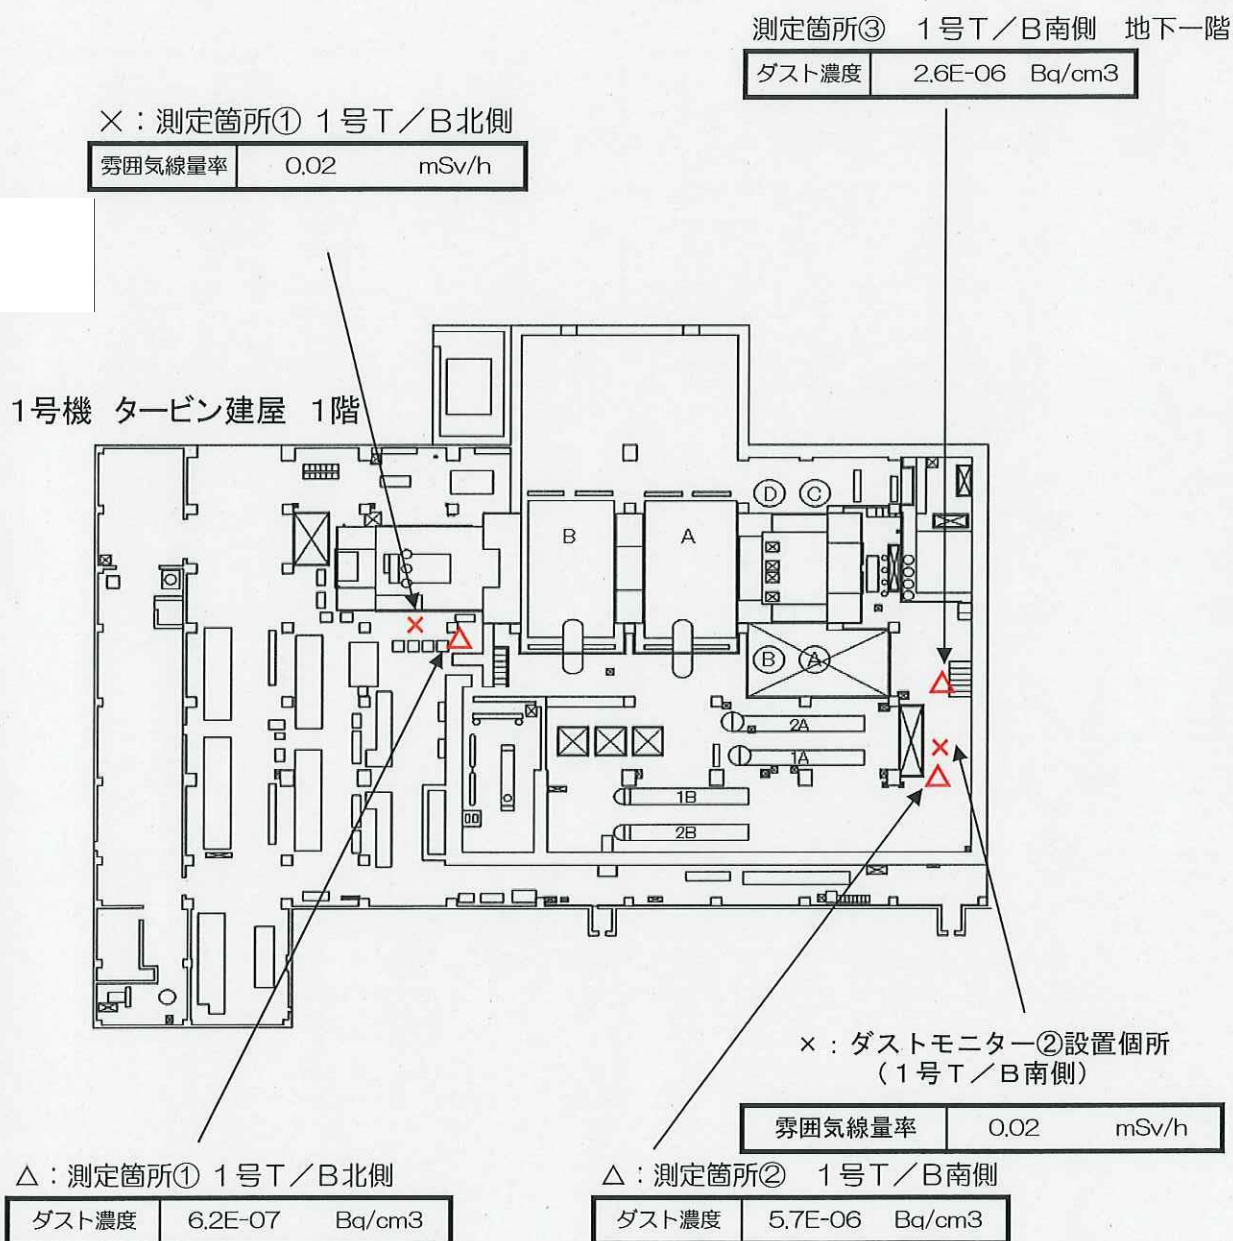 測定箇所③ 1号T／B南側 地下一階
ダスト濃度 2.6E-06 Bq/cm3
×：測定箇所① 1号T／B北側
雰囲気線量率 0.02 mSv/h
1号機 タービン建屋 1階
D C
B A
B A
2A
1A
1B
2B
×：ダストモニター②設置個所
（1号T／B南側）
雰囲気線量率 0.02 mSv/h
△：測定箇所① 1号T／B北側
ダスト濃度 6.2E-07 Bq/cm3
△：測定箇所② 1号T／B南側
ダスト濃度 5.7E-06 Bq/cm3